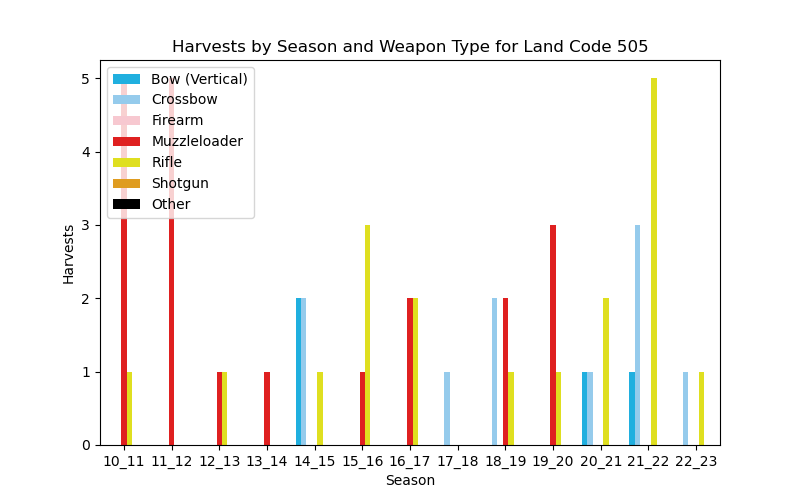 Harvests by Season and Weapon Type for Land Code 505
Bow (Vertical)
Crossbow
Firearm
Muzzleloader
Rifle
Shotgun
Other
5
4
3
2
1
0
Harvests
10_11 11_12 12_13 13_14 14_15 15_16 16_17 17_18 18_19 19_20 20_21 21_22 22_23
Season